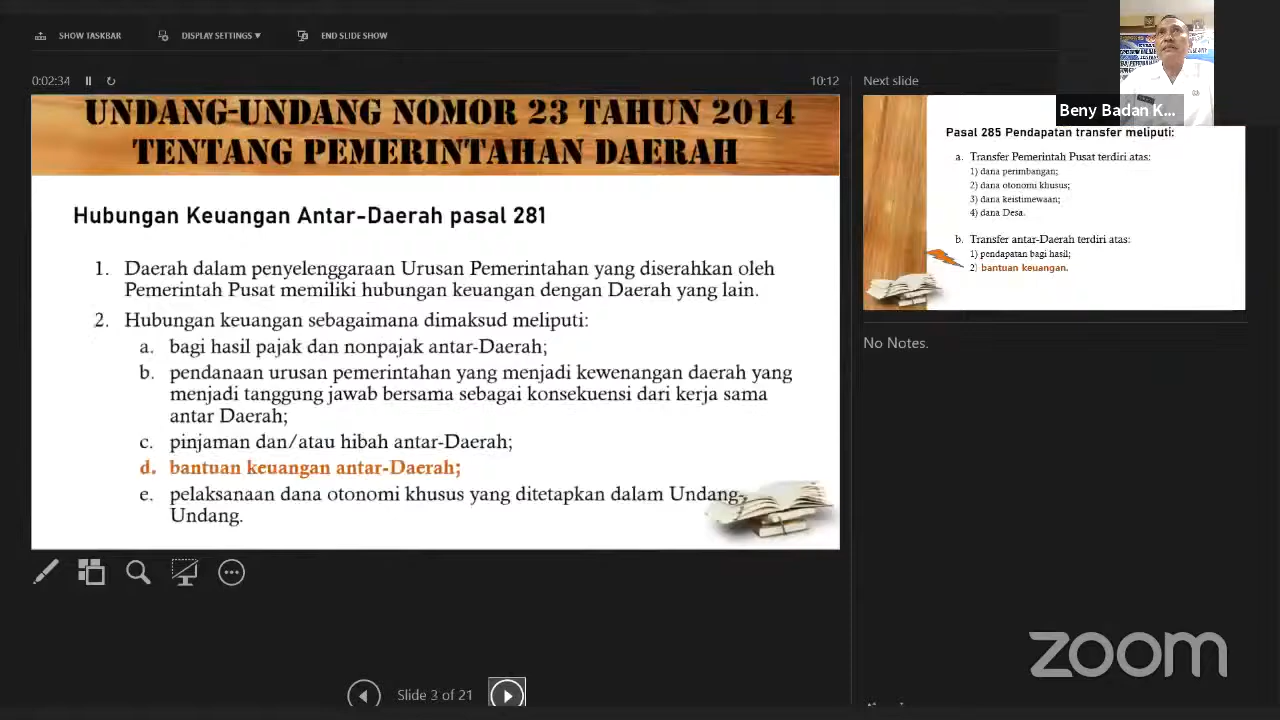 SHOW TASKBAR
DISPLAY SETTINGS ▼
END SLIDE SHOW
0:02:34
10:12
UNDANG-UNDANG NOMOR 23 TAHUN 2014
TENTANG PEMERINTAHAN DAERAH
Hubungan Keuangan Antar-Daerah pasal 281
1. Daerah dalam penyelenggaraan Urusan Pemerintahan yang diserahkan oleh
Pemerintah Pusat memiliki hubungan keuangan dengan Daerah yang lain.
2. Hubungan keuangan sebagaimana dimaksud meliputi:
a. bagi hasil pajak dan nonpajak antar-Daerah;
b. pendanaan urusan pemerintahan yang menjadi kewenangan daerah yang
menjadi tanggung jawab bersama sebagai konsekuensi dari kerja sama
antar Daerah;
c. pinjaman dan/atau hibah antar-Daerah;
d. bantuan keuangan antar-Daerah;
e. pelaksanaan dana otonomi khusus yang ditetapkan dalam Undang-
Undang.
Slide 3 of 21
Next slide
Beny Badan K...
Pasal 285 Pendapatan transfer meliputi:
a. Transfer Pemerintah Pusat terdiri atas:
1) dana perimbangan;
2) dana otonomi khusus;
3) dana keistimewaan;
4) dana Desa.
b. Transfer antar-Daerah terdiri atas:
1) pendapatan bagi hasil;
2) bantuan keuangan.
No Notes.
zoom